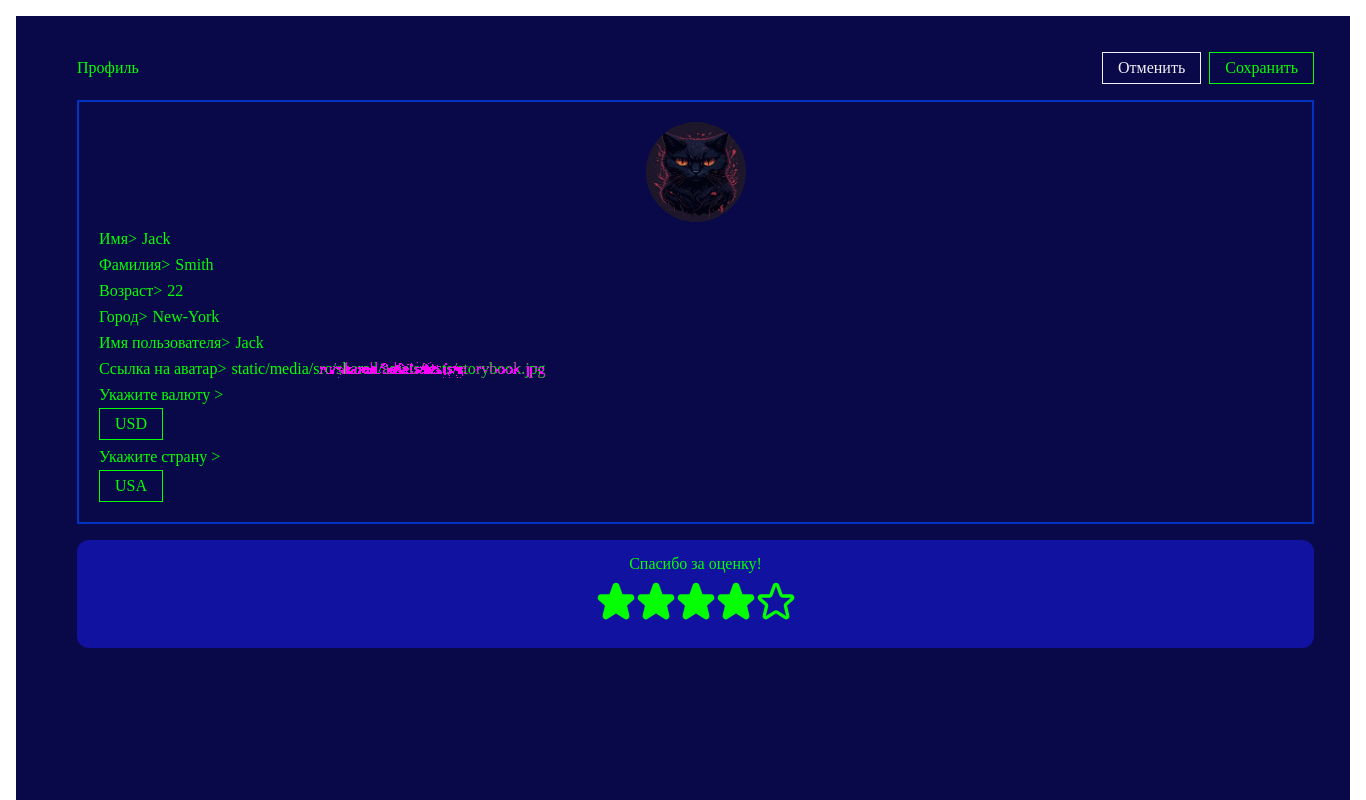 Профиль
Отменить
Сохранить
Имя> Jack
Фамилия> Smith
Возраст> 22
Город> New-York
Имя пользователя> Jack
Ссылка на аватар> static/media/
Укажите валюту >
USD
Укажите страну >
USA
Спасибо за оценку!